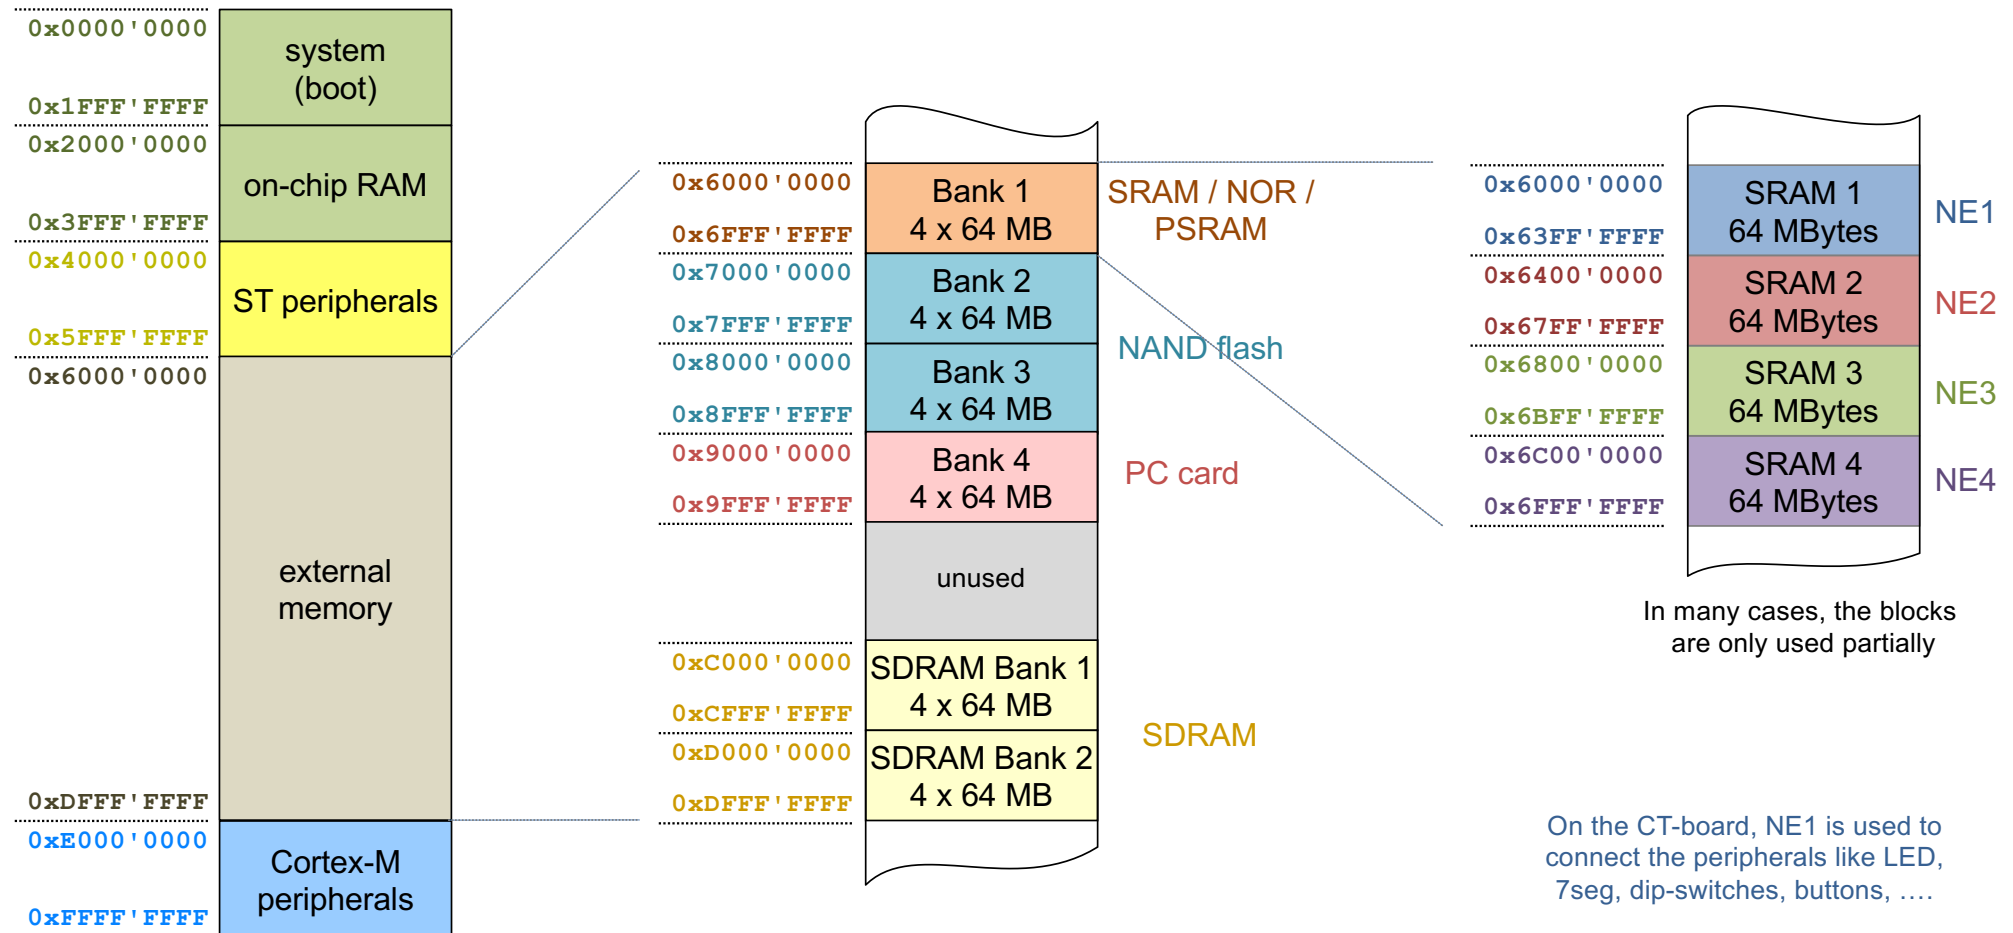 0x0000'0000
system
(boot)
0x1FFF'FFFF
0x2000'0000
on-chip RAM
0x3FFF'FFFF
0x4000'0000
ST peripherals
0x5FFF'FFFF
0x6000'0000
external
memory
0xDFFF'FFFF
0xE000'0000
Cortex-M
peripherals
0xFFFF'FFFF
0x6000'0000
Bank 1
4 x 64 MB
0x6FFF'FFFF
SRAM / NOR /
PSRAM
0x7000'0000
Bank 2
4 x 64 MB
0x7FFF'FFFF
NAND flash
0x8000'0000
Bank 3
4 x 64 MB
0x8FFF'FFFF
0x9000'0000
Bank 4
4 x 64 MB
0x9FFF'FFFF
PC card
unused
0xC000'0000
SDRAM Bank 1
4 x 64 MB
0xCFFF'FFFF
SDRAM
0xD000'0000
SDRAM Bank 2
4 x 64 MB
0xDFFF'FFFF
0x6000'0000
SRAM 1
64 MBytes
0x63FF'FFFF
NE1
0x6400'0000
SRAM 2
64 MBytes
0x67FF'FFFF
NE2
0x6800'0000
SRAM 3
64 MBytes
0x6BFF'FFFF
NE3
0x6C00'0000
SRAM 4
64 MBytes
0x6FFF'FFFF
NE4
In many cases, the blocks
are only used partially
On the CT-board, NE1 is used to
connect the peripherals like LED,
7seg, dip-switches, buttons, ….